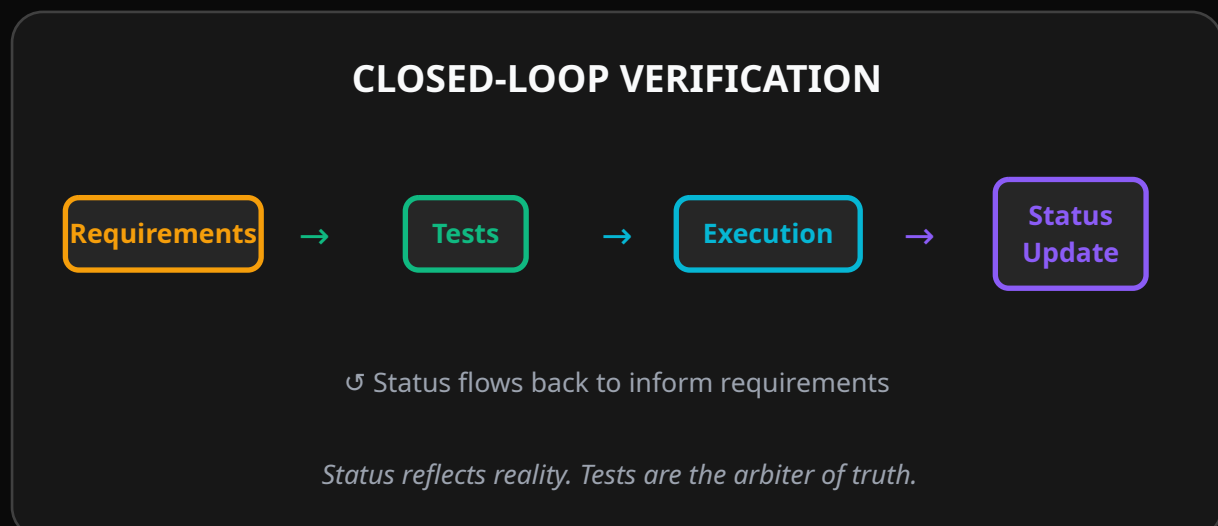 CLOSED-LOOP VERIFICATION
Requirements → Tests → Execution → Status
Update
↺ Status flows back to inform requirements
Status reflects reality. Tests are the arbiter of truth.